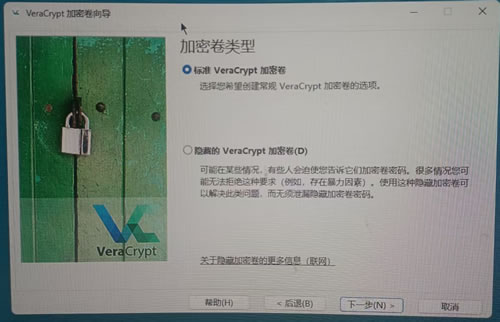 VeraCrypt 加密卷向导
加密卷类型
标准 VeraCrypt 加密卷
选择您希望创建常规 VeraCrypt 加密卷的选项。
隐藏的 VeraCrypt 加密卷(D)
可能在某些情况，有些人会迫使您告诉它们加密卷密码。很多情况您可
能无法拒绝这种要求（例如，存在暴力因素）。使用这种隐藏加密卷可
以解决此类问题，而无须泄漏隐藏加密卷密码。
VeraCrypt
关于隐藏加密卷的更多信息（联网）
帮助(H)
< 后退(B)
下一步(N) >
取消